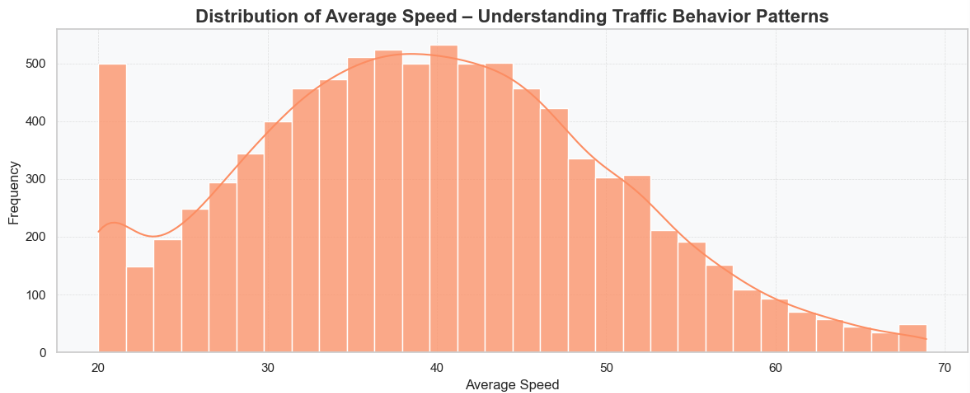 Distribution of Average Speed – Understanding Traffic Behavior Patterns
500
400
300
200
100
0
Frequency
20 30 40 50 60 70
Average Speed